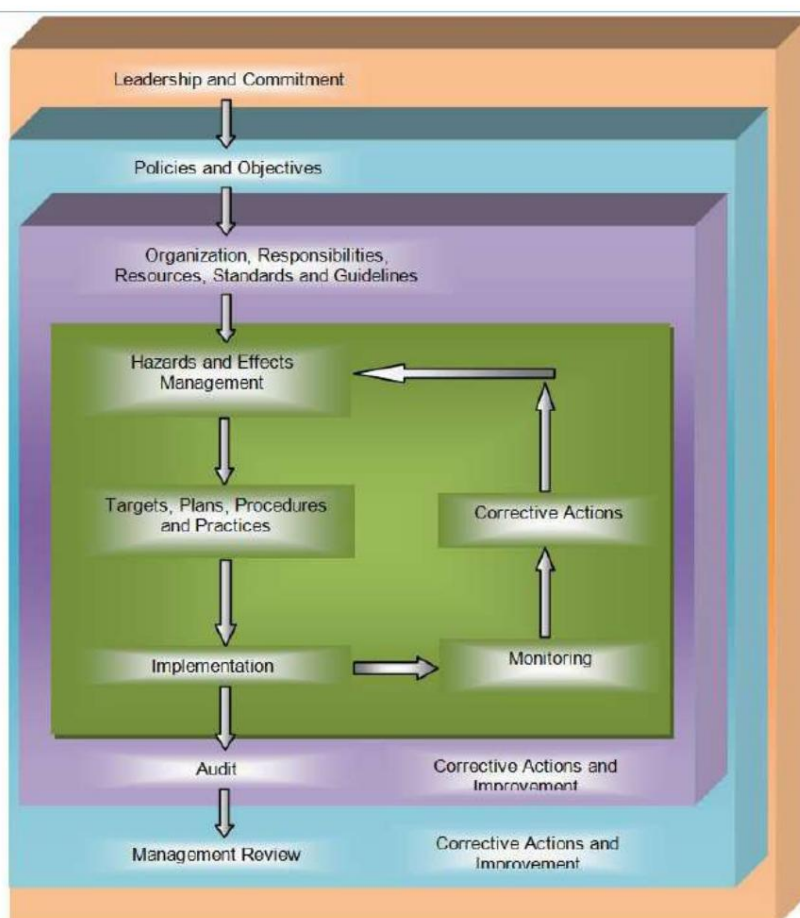 Leadership and Commitment
Policies and Objectives
Organization, Responsibilities,
Resources, Standards and Guidelines
Hazards and Effects
Management
Targets, Plans, Procedures
and Practices
Corrective Actions
Implementation
Monitoring
Audit
Corrective Actions and
Improvement
Management Review
Corrective Actions and
Improvement